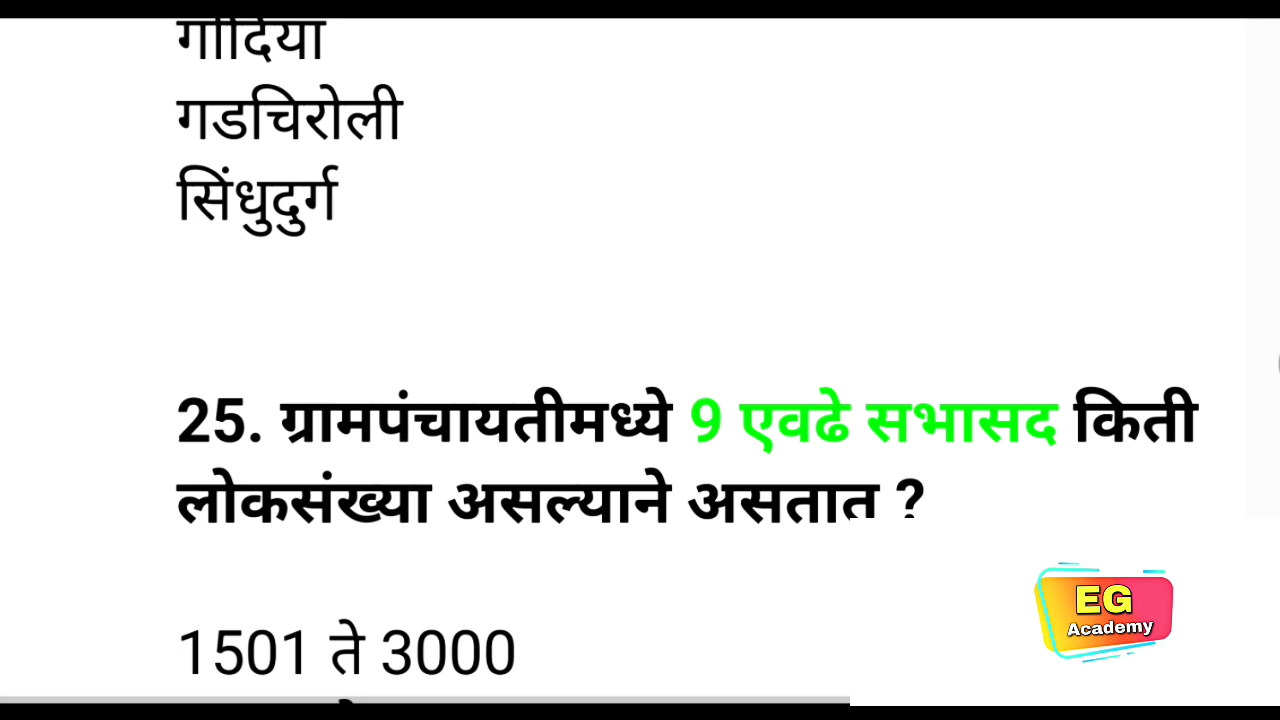 गोंदिया
गडचिरोली
सिंधुदुर्ग
25. ग्रामपंचायतीमध्ये 9 एवढे सभासद किती
लोकसंख्या असल्याने असतात ?
EG
Academy
1501 ते 3000